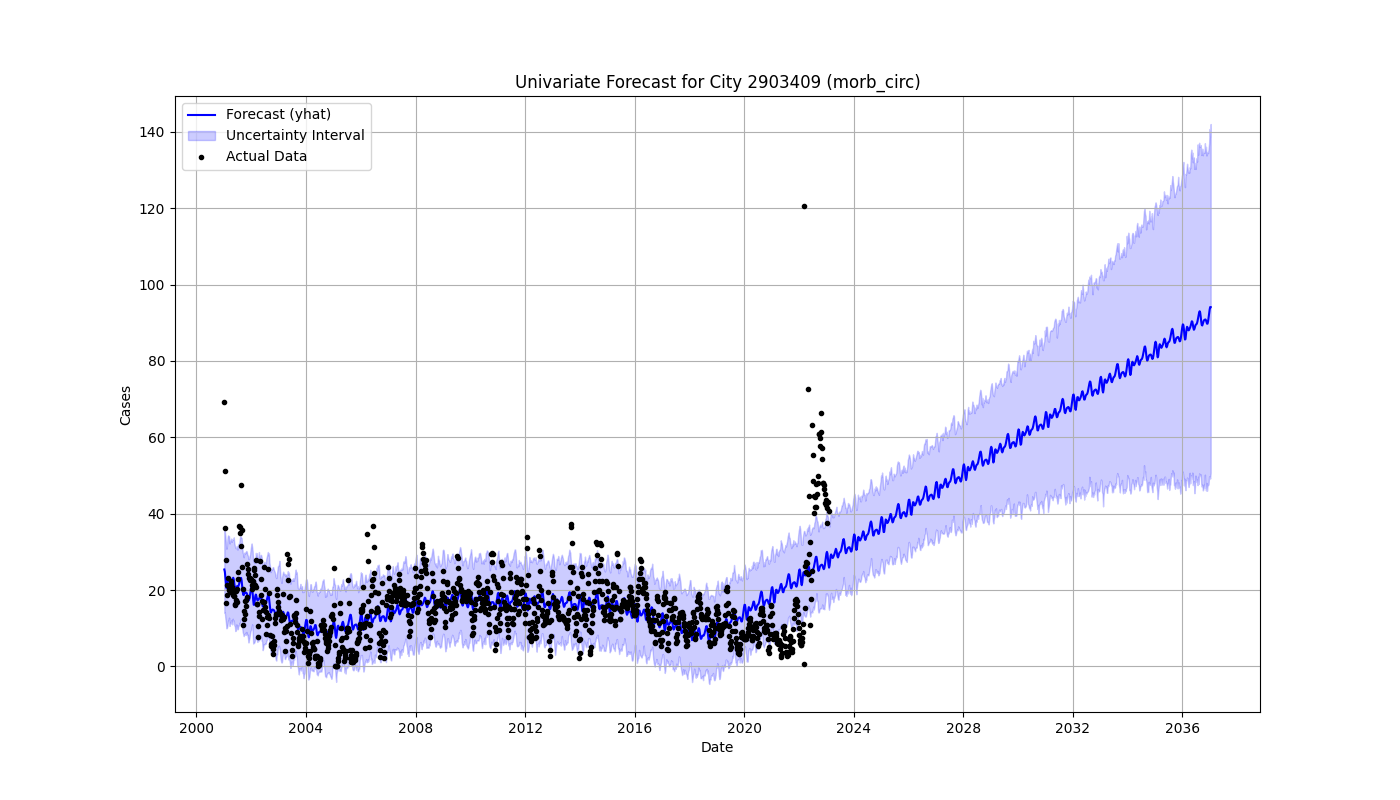 Univariate Forecast for City 2903409 (morb_circ)
Forecast (yhat)
Uncertainty Interval
Actual Data
140
120
100
80
60
40
20
0
Cases
2000 2004 2008 2012 2016 2020 2024 2028 2032 2036
Date